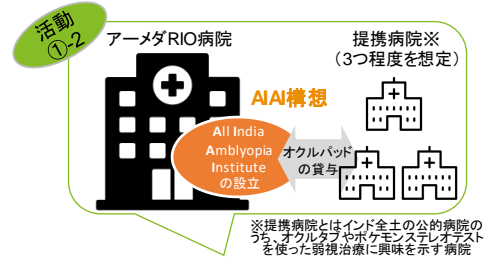 活動
①-2
アーメダRIO病院
提携病院※
(3つ程度を想定)
AIAI構想
All India
Amblyopia
Institute
の設立
オクルパッド
の貸与
※提携病院とはインド全土の公的病院の
うち、オクルタブやポケモンステレオテスト
を使った弱視治療に興味を示す病院